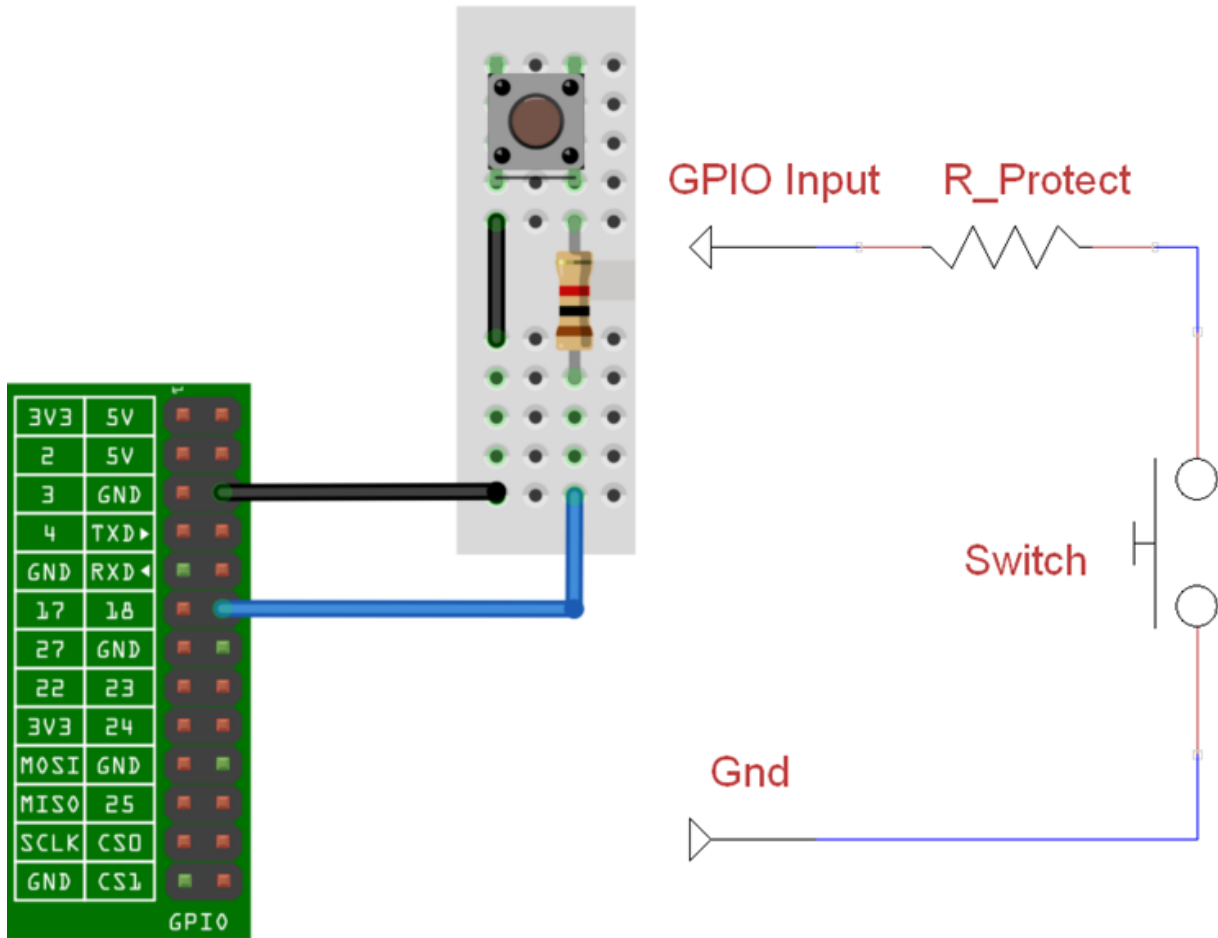 3V3 5V
2 5V
3 GND
4 TXD▶
GND RXD◀
17 18
27 GND
22 23
3V3 24
MOSI GND
MISO 25
SCLK CS0
GND CS1
GPIO
GPIO Input
R_Protect
Switch
Gnd